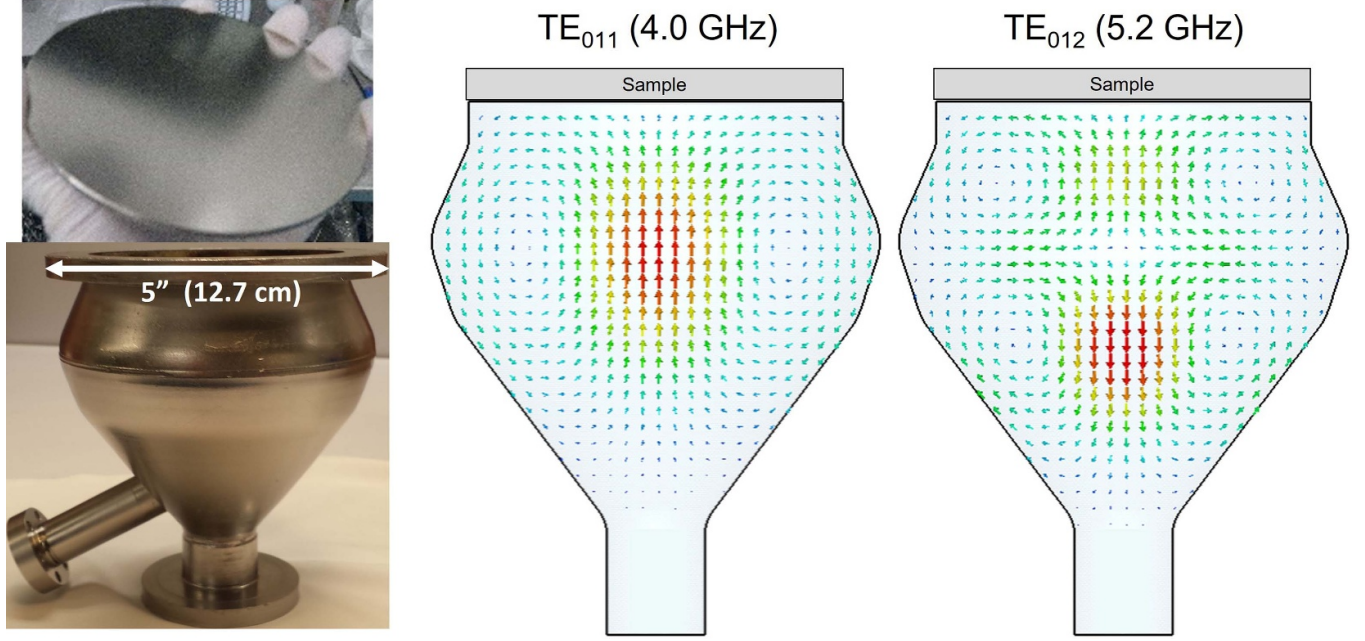 TE₀₁₁ (4.0 GHz)
TE₀₁₂ (5.2 GHz)
Sample
Sample
5” (12.7 cm)